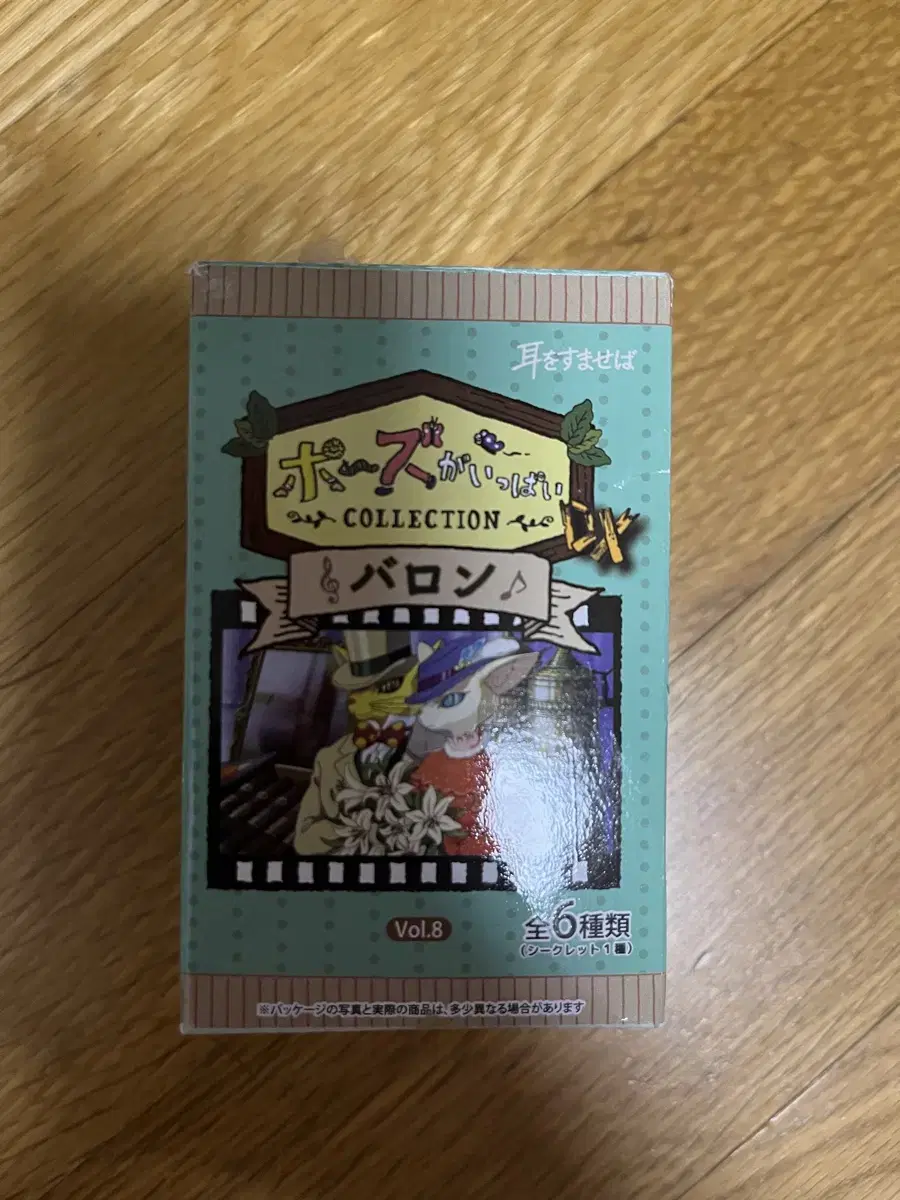 耳をすませば
ポーズがいっぱい
COLLECTION
DX
バロン
Vol.8
全6種類
(シークレット1種)
※パッケージの写真と実際の商品は、多少異なる場合があります